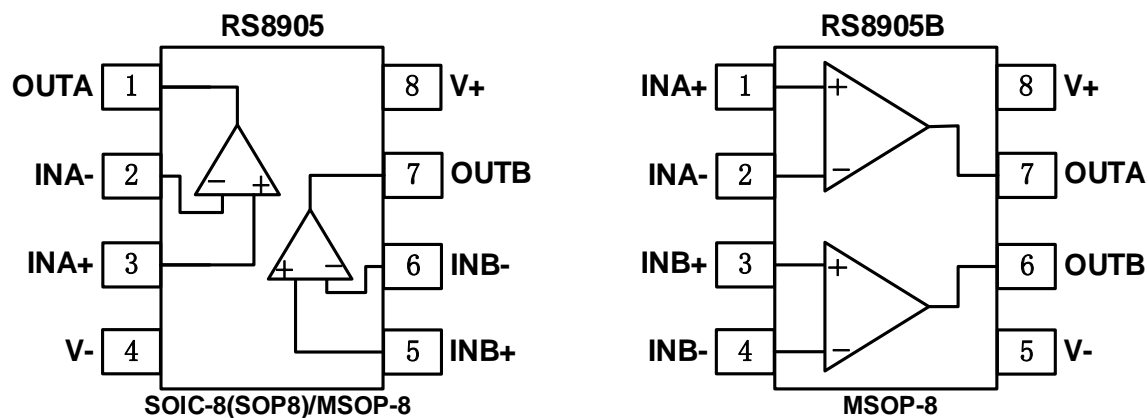 RS8905
OUTA 1 8 V+
INA- 2 7 OUTB
INA+ 3 6 INB-
V- 4 5 INB+
- +
+ -
SOIC-8(SOP8)/MSOP-8
RS8905B
INA+ 1 8 V+
INA- 2 7 OUTA
INB+ 3 6 OUTB
INB- 4 5 V-
+
-
+
-
MSOP-8